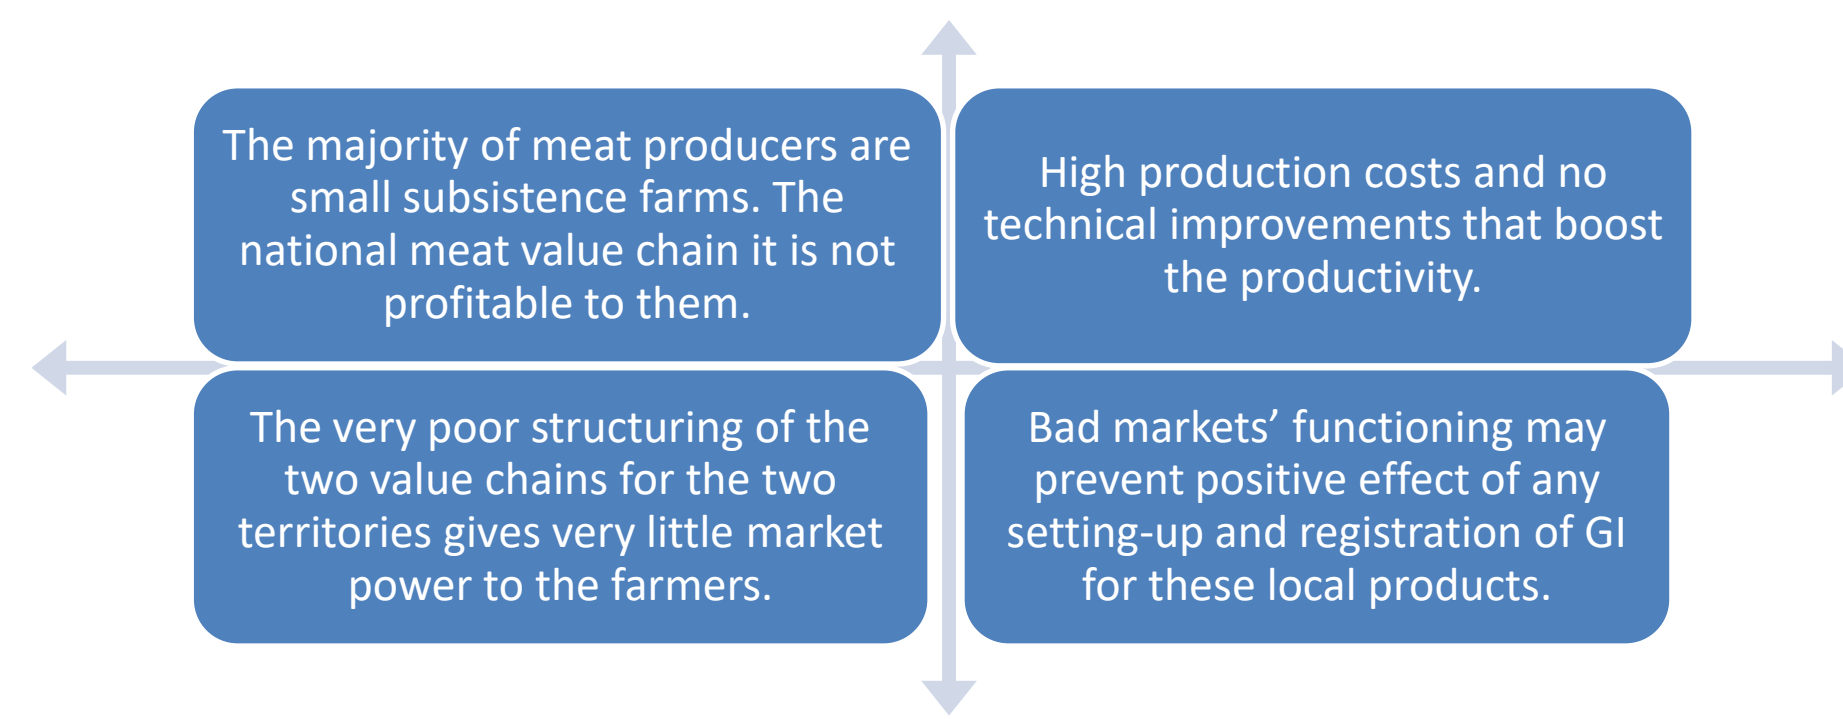 The majority of meat producers are
small subsistence farms. The
national meat value chain it is not
profitable to them.
High production costs and no
technical improvements that boost
the productivity.
The very poor structuring of the
two value chains for the two
territories gives very little market
power to the farmers.
Bad markets’ functioning may
prevent positive effect of any
setting-up and registration of GI
for these local products.